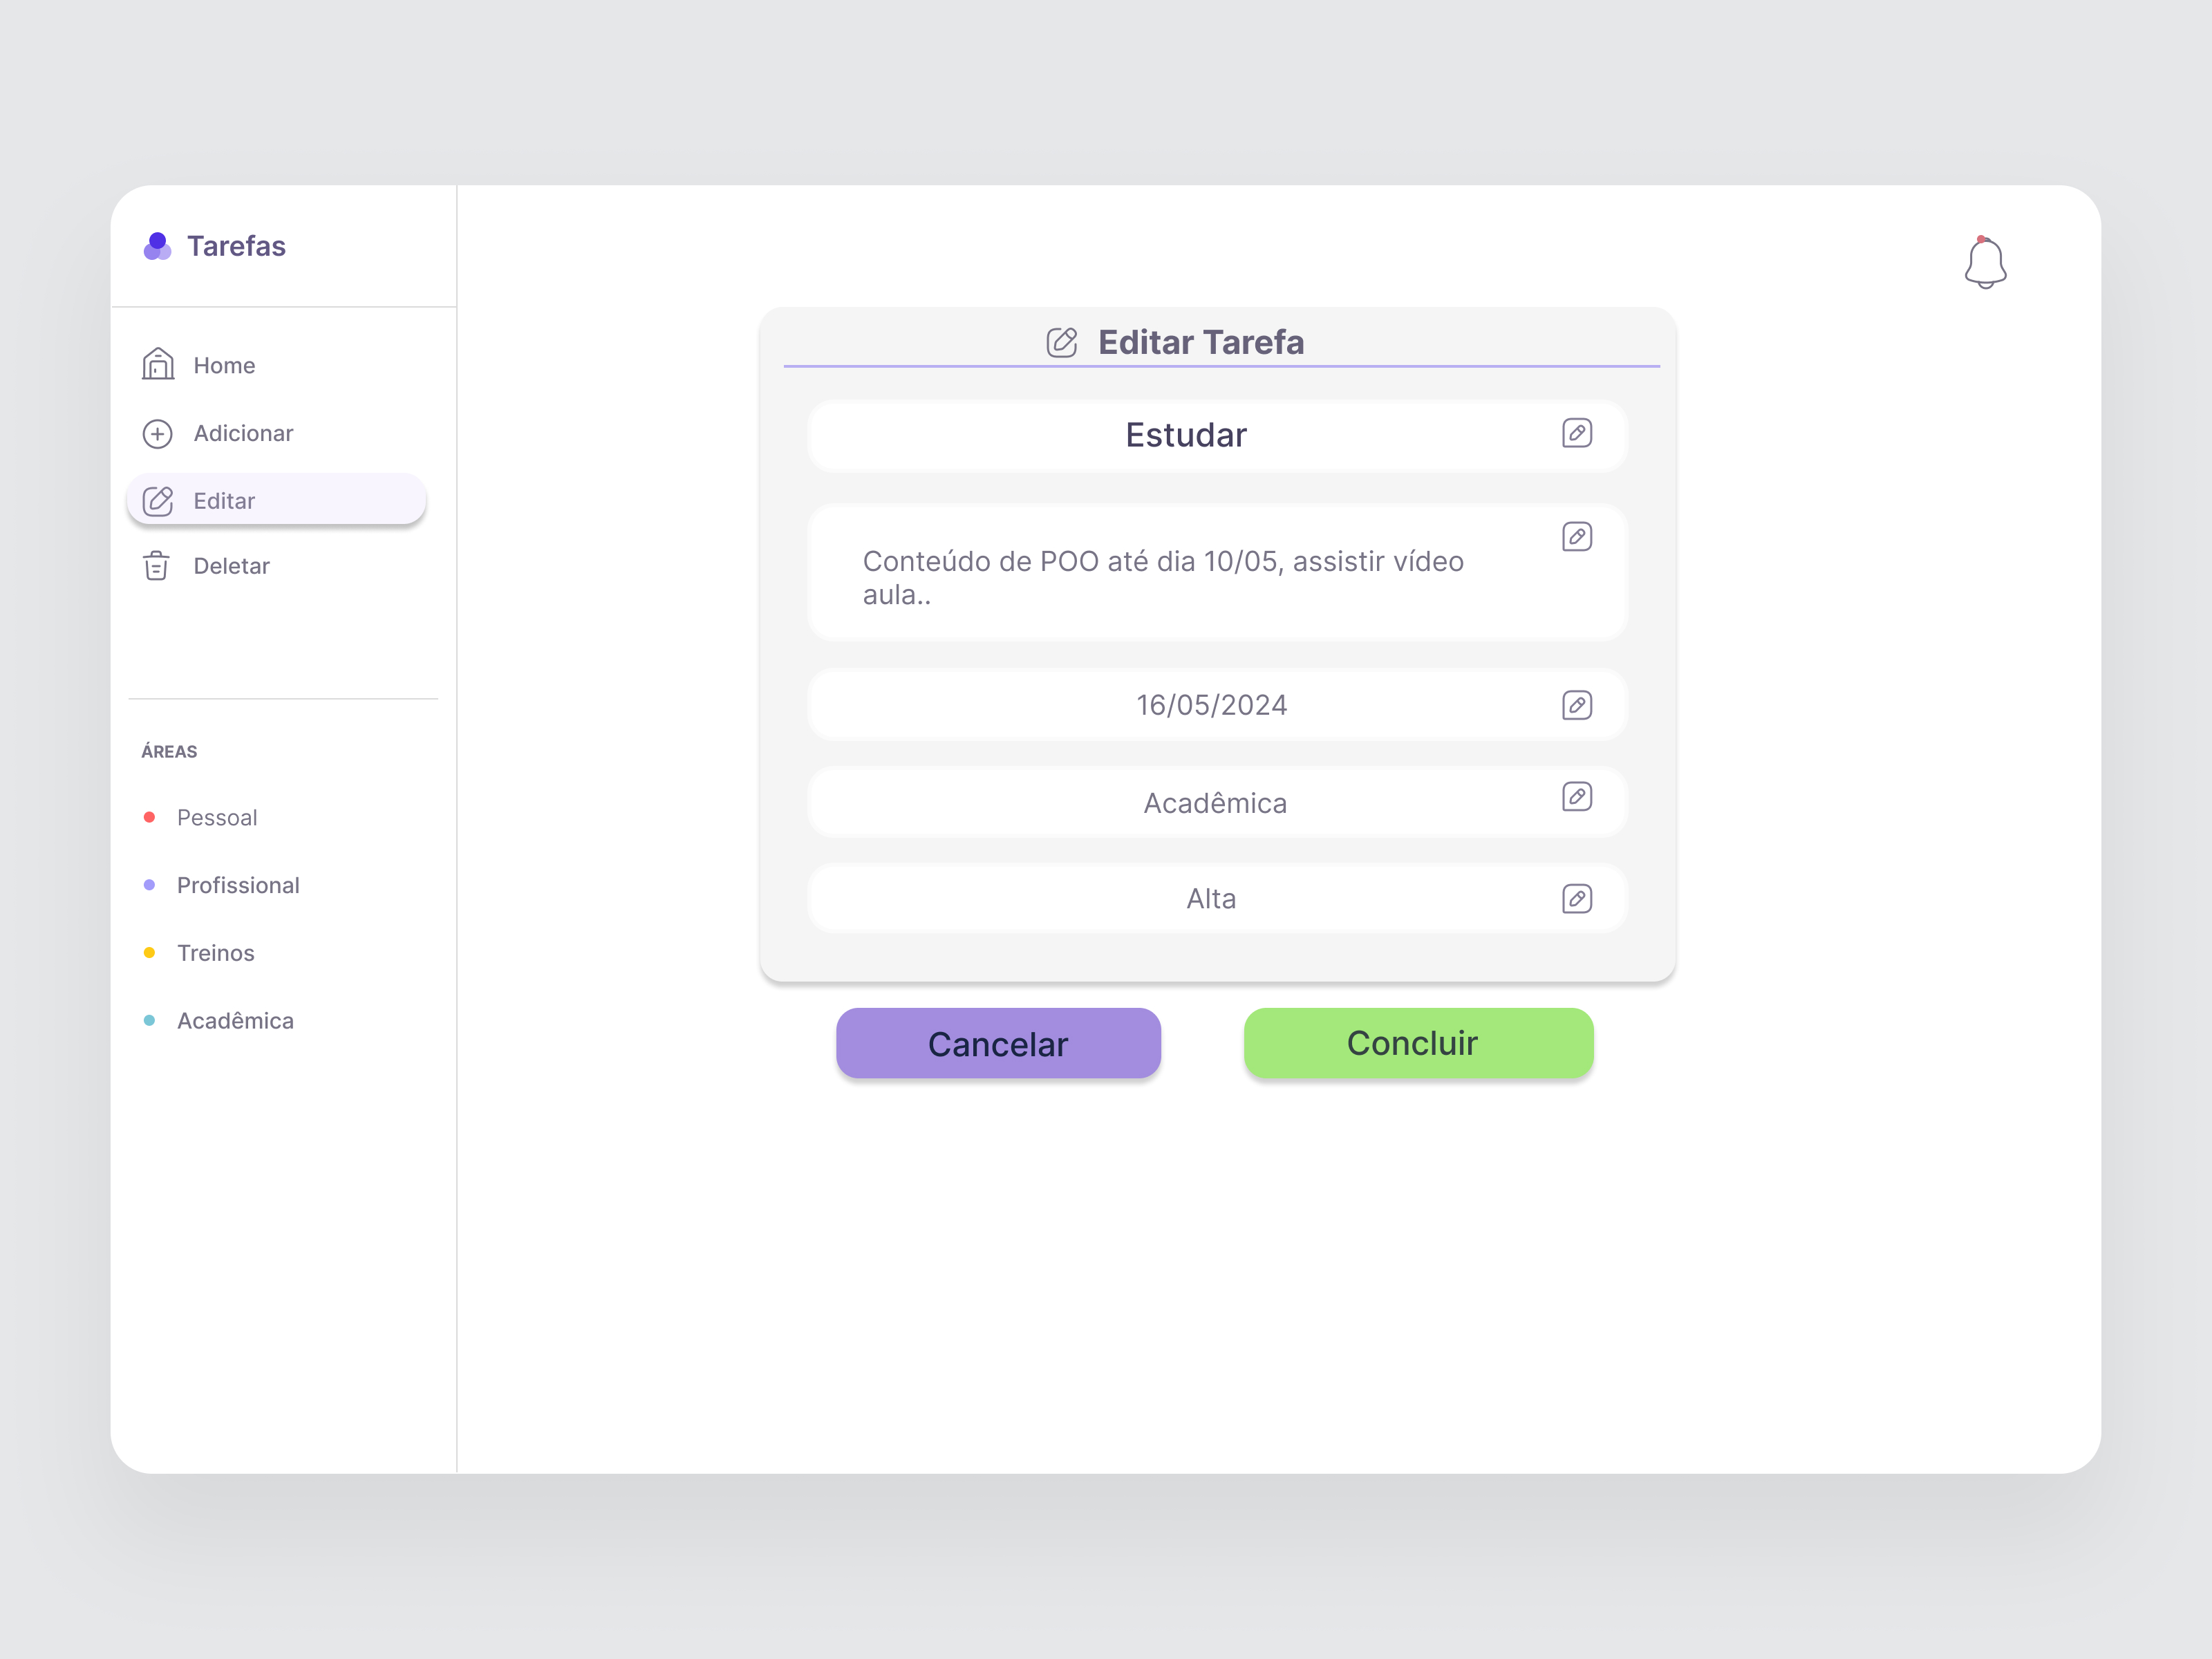 Tarefas
Home
Adicionar
Editar
Deletar
ÁREAS
Pessoal
Profissional
Treinos
Acadêmica
Editar Tarefa
Estudar
Conteúdo de POO até dia 10/05, assistir vídeo
aula..
16/05/2024
Acadêmica
Alta
Cancelar
Concluir